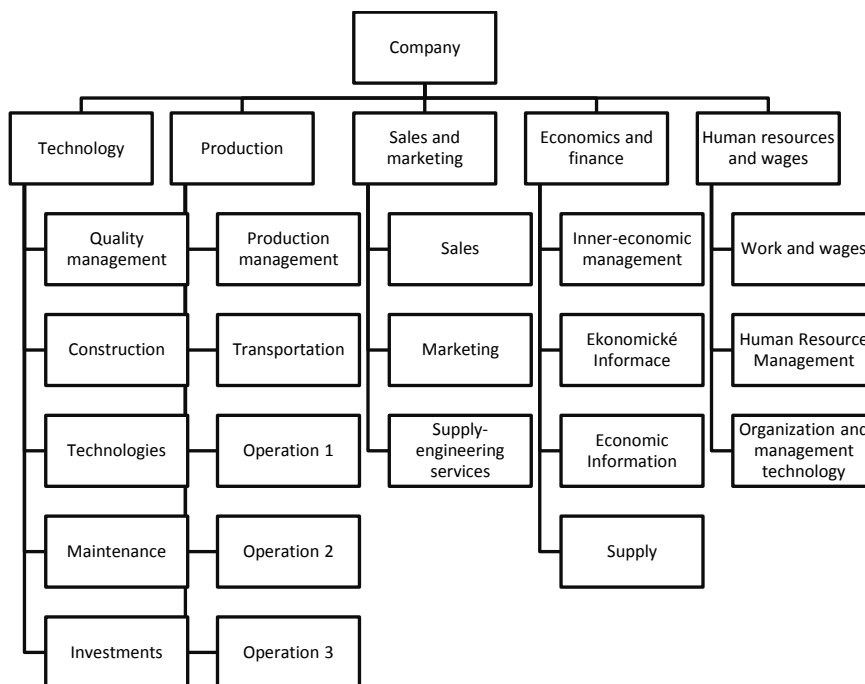 Company
Technology
Production
Sales and
marketing
Economics and
finance
Human resources
and wages
Quality
management
Production
management
Sales
Inner-economic
management
Work and wages
Construction
Transportation
Marketing
Ekonomické
Informace
Human Resource
Management
Technologies
Operation 1
Supply-
engineering
services
Economic
Information
Organization and
management
technology
Maintenance
Operation 2
Supply
Investments
Operation 3